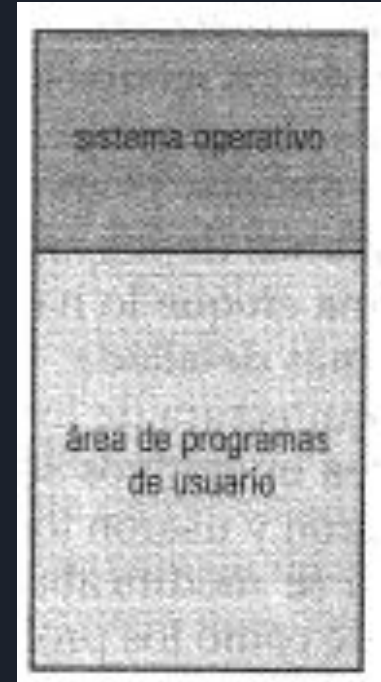 sistema operativo
área de programas
de usuario